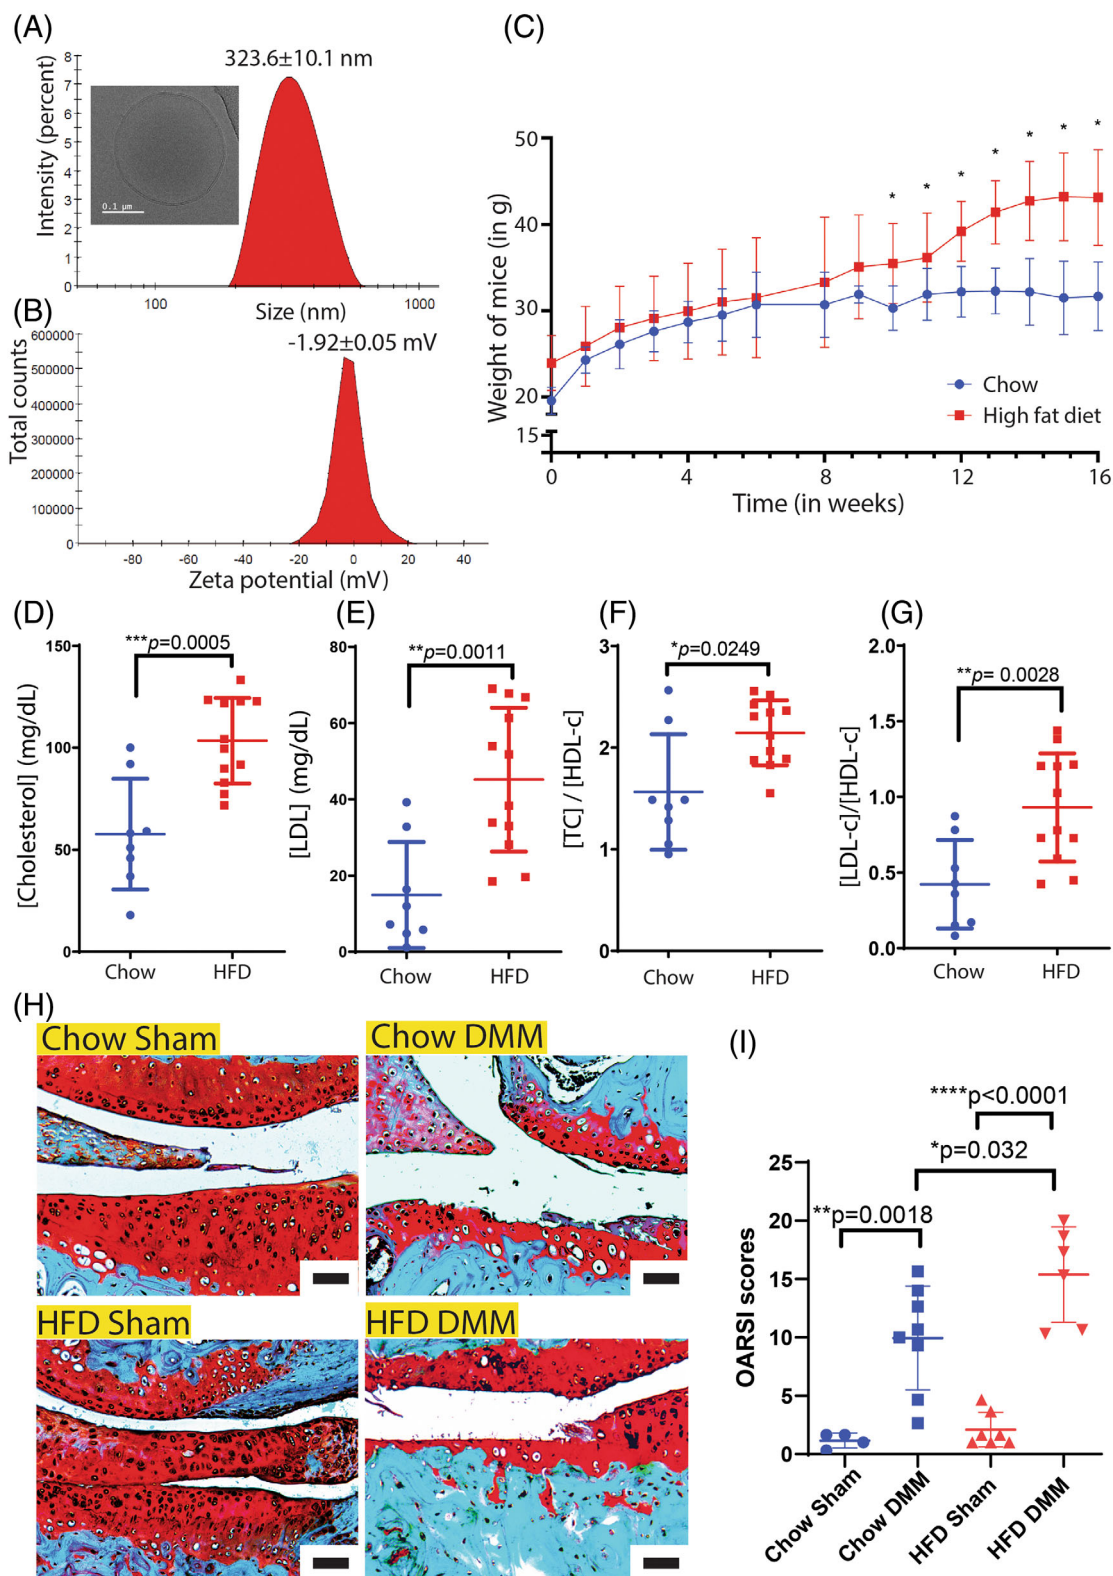 (A)
323.6±10.1 nm
Intensity (percent)
8
7
6
5
4
3
2
1
0
0.1 µm
100
1000
Size (nm)
(B)
-1.92±0.05 mV
Total counts
600000
500000
400000
300000
200000
100000
0
-80
-60
-40
-20
0
20
40
Zeta potential (mV)
(C)
Weight of mice (in g)
50
40
30
20
15
* * * * * * *
Chow
High fat diet
0
4
8
12
16
Time (in weeks)
(D)
***p=0.0005
[Cholesterol] (mg/dL)
150
100
50
0
Chow
HFD
(E)
**p=0.0011
[LDL] (mg/dL)
80
60
40
20
0
Chow
HFD
(F)
*p=0.0249
[TC] / [HDL-c]
3
2
1
0
Chow
HFD
(G)
**p= 0.0028
[LDL-c]/[HDL-c]
2.0
1.5
1.0
0.5
0.0
Chow
HFD
(H)
Chow Sham
Chow DMM
HFD Sham
HFD DMM
(I)
****p<0.0001
*p=0.032
**p=0.0018
OARSI scores
25
20
15
10
5
0
Chow Sham
Chow DMM
HFD Sham
HFD DMM